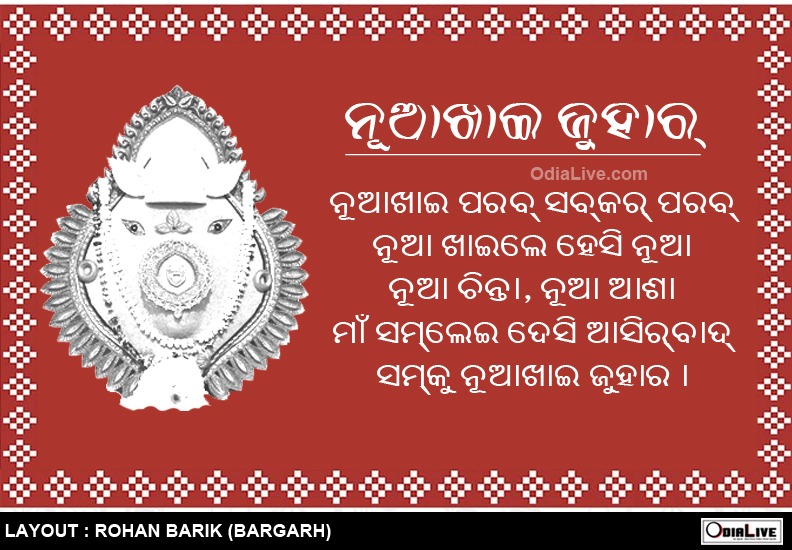 ନୂଆଖାଇ ଜୁହାର୍
OdiaLive.com
ନୂଆଖାଇ ପରବ୍ ସବ୍‌କର୍ ପରବ୍
ନୂଆ ଖାଇଲେ ହେସି ନୂଆ
ନୂଆ ଚିନ୍ତା, ନୂଆ ଆଶା
ମାଁ ସମ୍‌ଲେଇ ଦେସି ଆସିର୍‌ବାଦ୍
ସମ୍‌କୁ ନୂଆଖାଇ ଜୁହାର ।
LAYOUT : ROHAN BARIK (BARGARH)
ODIALIVE